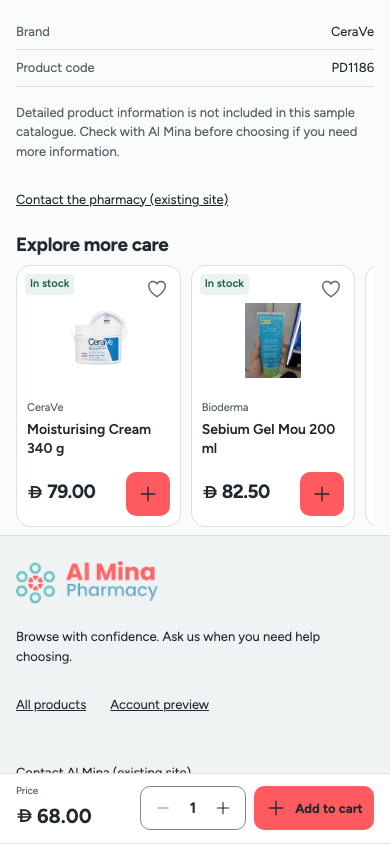 Brand CeraVe
Product code PD1186
Detailed product information is not included in this sample
catalogue. Check with Al Mina before choosing if you need
more information.
Contact the pharmacy (existing site)
Explore more care
In stock
CeraVe
CeraVe
Moisturising Cream
340 g
79.00
In stock
Bioderma
Sebium Gel Mou 200
ml
82.50
Al Mina
Pharmacy
Browse with confidence. Ask us when you need help
choosing.
All products Account preview
Contact Al Mina (existing site)
Price
68.00
1
Add to cart